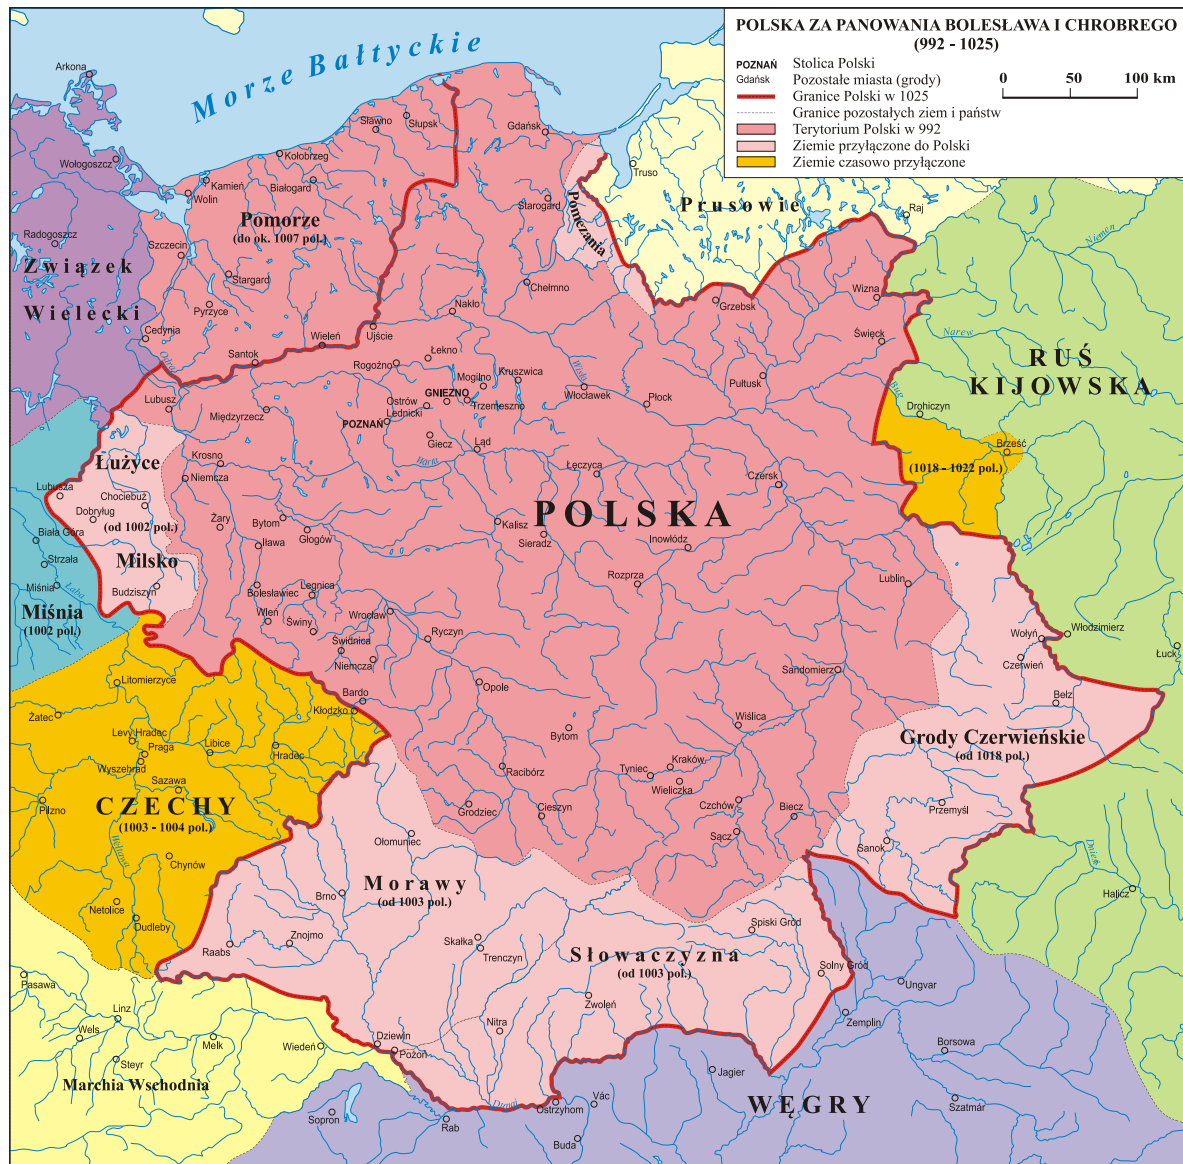 POLSKA ZA PANOWANIA BOLESŁAWA I CHROBREGO
(992 - 1025)
POZNAŃ Stolica Polski
Gdańsk Pozostałe miasta (grody)
Granice Polski w 1025
Granice pozostałych ziem i państw
Terytorium Polski w 992
Ziemie przyłączone do Polski
Ziemie czasowo przyłączone
0 50 100 km
Morze Bałtyckie
Arkona
Sławno
Słupsk
Gdańsk
Kołobrzeg
Wołogoszcz
Kamień
Białogard
Wolin
Truso
Starogard
Prusowie
Raj
Pomorze
(do ok. 1007 pol.)
Pomezania
Niemen
Radogoszcz
Szczecin
Związek
Wielecki
Stargard
Chełmno
Wizna
Pyrzyce
Nakło
Grzebsk
Cedynia
Wieleń
Ujście
Święck
Narew
Odra
Santok
Rogoźno
Łekno
RUŚ
KIJOWSKA
Mogilno
Kruszwica
Wisła
Włocławek
Pułtusk
Bug
Lubusz
Międzyrzecz
Ostrów
Lednicki
GNIEZNO
Trzemeszno
Płock
Drohiczyn
POZNAŃ
Giecz
Ląd
Brześć
Łużyce
Krosno
Warta
Łęczyca
Czersk
(1018 - 1022 pol.)
Niemcza
Lubusza
Chociebuż
Dobryług
(od 1002 pol.)
Żary
Bytom
Głogów
Kalisz
POLSKA
Sieradz
Inowłódz
Biała Góra
Iława
Strzała
Milsko
Miśnia
Łaba
Budziszyn
Bolesławiec
Legnica
Rozprza
Lublin
Miśnia
(1002 pol.)
Wleń
Świny
Wrocław
Ryczyn
Świdnica
Niemcza
Wołyń
Włodzimierz
Czerwień
Łuck
Sandomierz
Litomierzyce
Bardo
Opole
Bełz
Żatec
Kłodzko
Wiślica
Levy Hradec
Praga
Libice
Hradec
Bytom
Grody Czerwieńskie
(od 1018 pol.)
Wyszehrad
Racibórz
Tyniec
Kraków
Wieliczka
Sazawa
Pilzno
CZECHY
(1003 - 1004 pol.)
Grodziec
Cieszyn
Czchów
Biecz
Przemyśl
Wełtawa
Ołomuniec
Sącz
Sanok
Dniestr
Chynów
Morawy
(od 1003 pol.)
Brno
Halicz
Netolice
Dudleby
Spiski Gród
Raabs
Znojmo
Skałka
Trenczyn
Słowaczyzna
(od 1003 pol.)
Solny Gród
Pasawa
Ungvar
Zwoleń
Linz
Zemplin
Wels
Melk
Wiedeń
Dziewin
Nitra
Pożoń
Borsowa
Steyr
Jagier
Marchia Wschodnia
Dunaj
Ostrzyhom
Vác
WĘGRY
Szatmár
Sopron
Rab
Buda